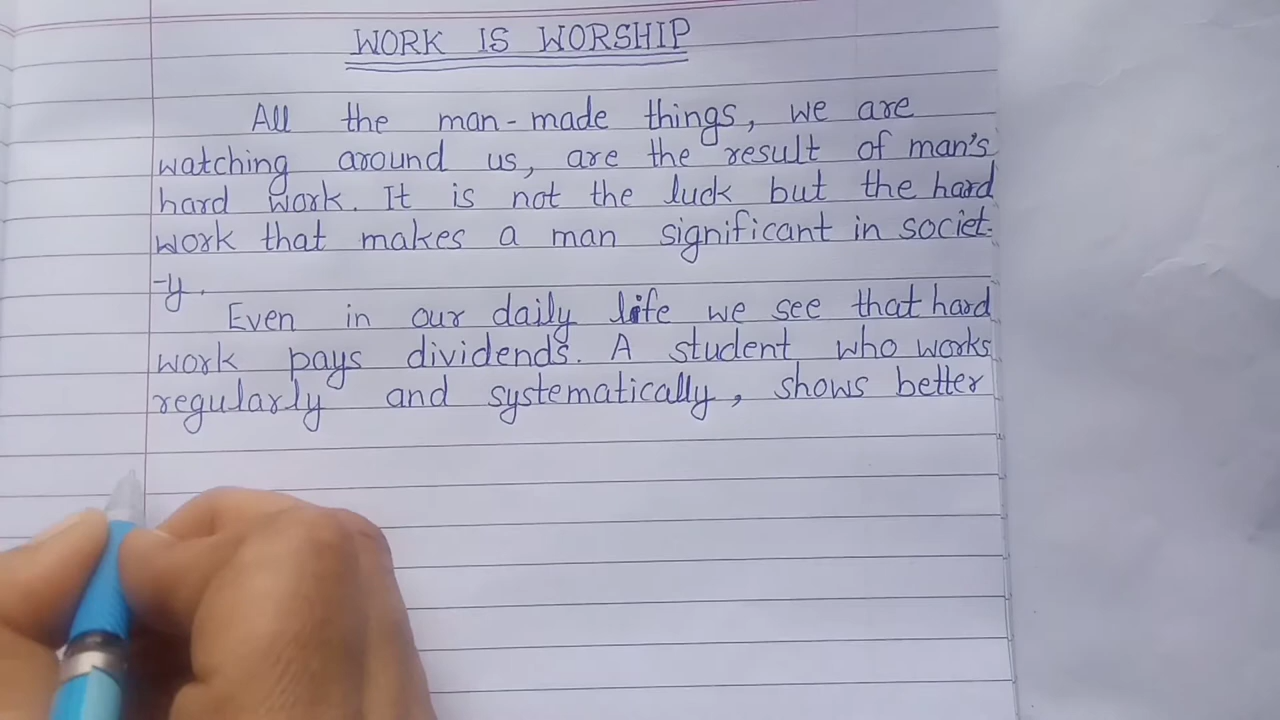 WORK IS WORSHIP
All the man-made things, we are
watching around us, are the result of man's
hard work. It is not the luck but the hard
work that makes a man significant in societ-
-y.
Even in our daily life we see that hard
work pays dividends. A student who works
regularly and systematically, shows better